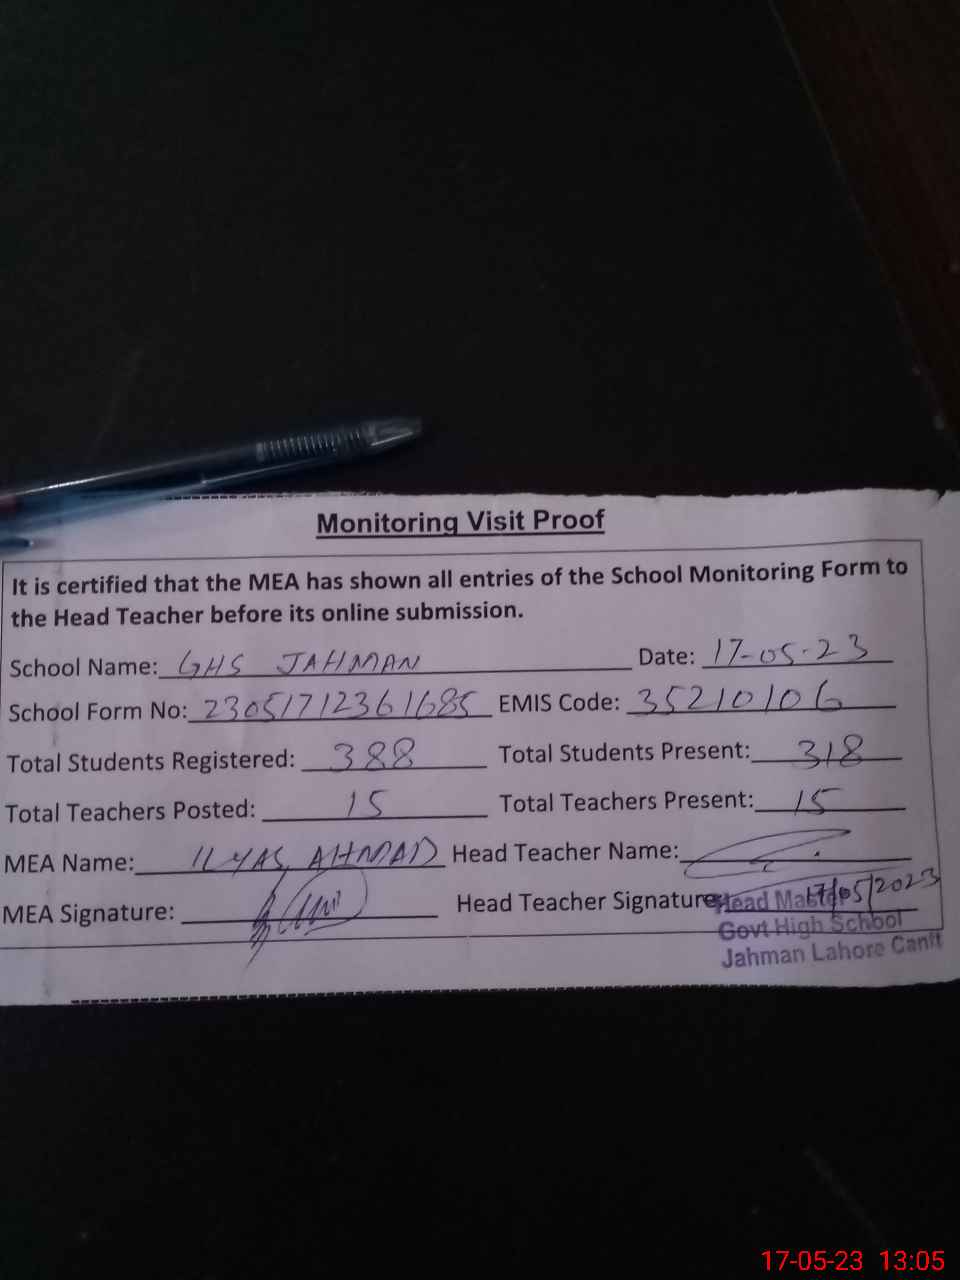 Monitoring Visit Proof
It is certified that the MEA has shown all entries of the School Monitoring Form to
the Head Teacher before its online submission.
School Name: GHS JAHMAN Date: 17-05-23
School Form No: 23051712361685 EMIS Code: 35210106
Total Students Registered: 388 Total Students Present: 318
Total Teachers Posted: 15 Total Teachers Present: 15
MEA Name: ILYAS AHMAD Head Teacher Name:
MEA Signature: Head Teacher Signature: 17/05/2023
Head Master
Govt High School
Jahman Lahore Cantt
17-05-23 13:05